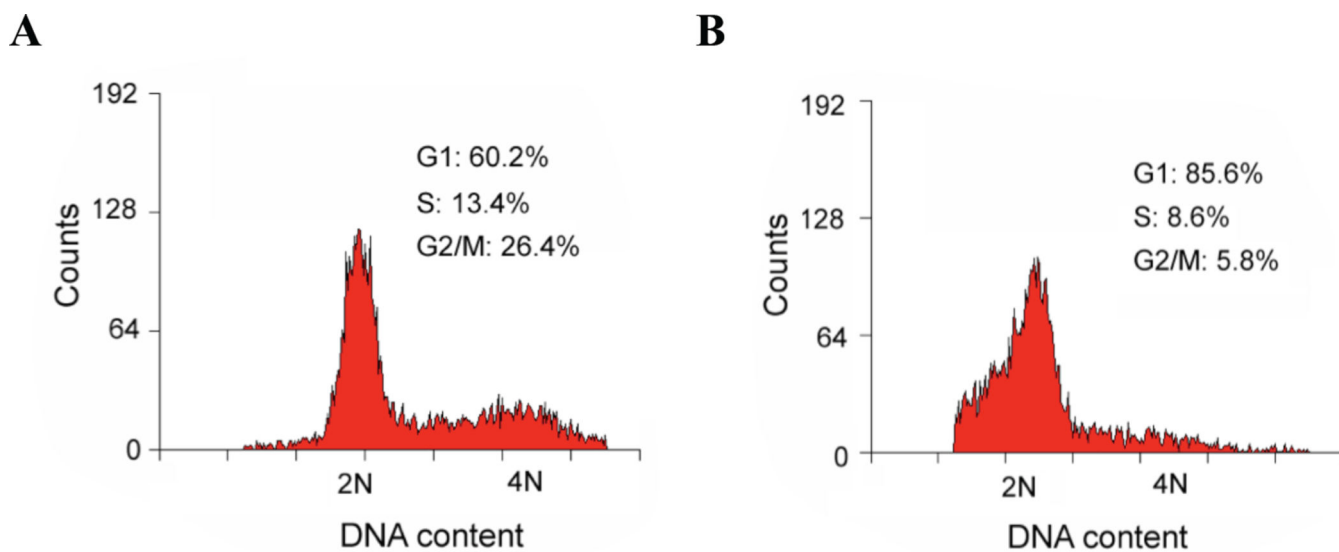 A
192
128
64
0
Counts
G1: 60.2%
S: 13.4%
G2/M: 26.4%
2N
4N
DNA content
B
192
128
64
0
Counts
G1: 85.6%
S: 8.6%
G2/M: 5.8%
2N
4N
DNA content